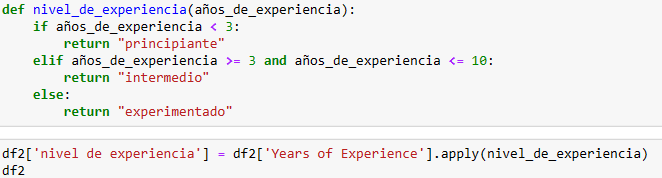 def nivel_de_experiencia(años_de_experiencia):
    if años_de_experiencia < 3:
        return "principiante"
    elif años_de_experiencia >= 3 and años_de_experiencia <= 10:
        return "intermedio"
    else:
        return "experimentado"
df2['nivel de experiencia'] = df2['Years of Experience'].apply(nivel_de_experiencia)
df2